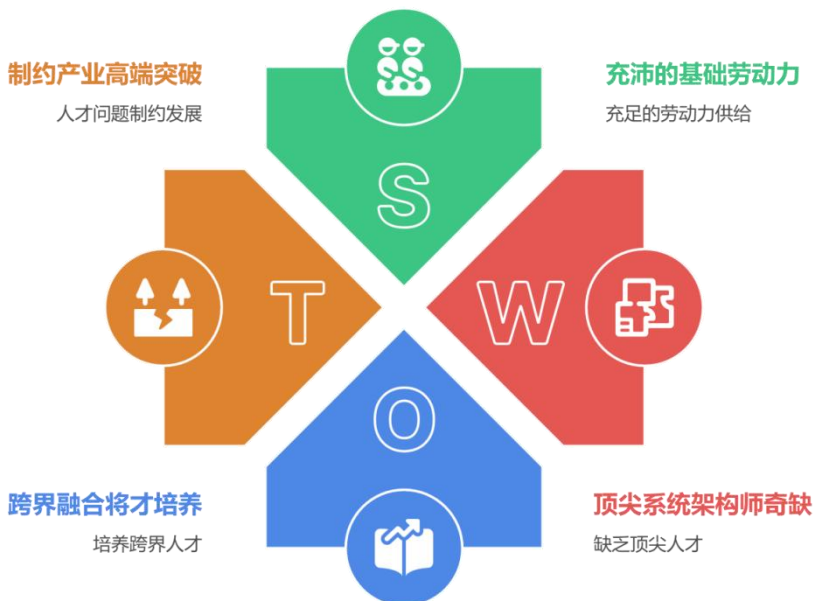 制约产业高端突破
人才问题制约发展
充沛的基础劳动力
充足的劳动力供给
S
T
W
O
跨界融合将才培养
培养跨界人才
顶尖系统架构师奇缺
缺乏顶尖人才